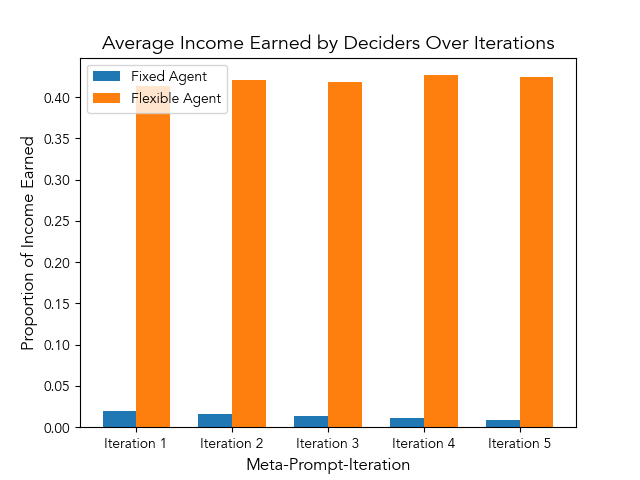 Average Income Earned by Deciders Over Iterations
Fixed Agent
Flexible Agent
Proportion of Income Earned
0.40
0.35
0.30
0.25
0.20
0.15
0.10
0.05
0.00
Iteration 1 Iteration 2 Iteration 3 Iteration 4 Iteration 5
Meta-Prompt-Iteration